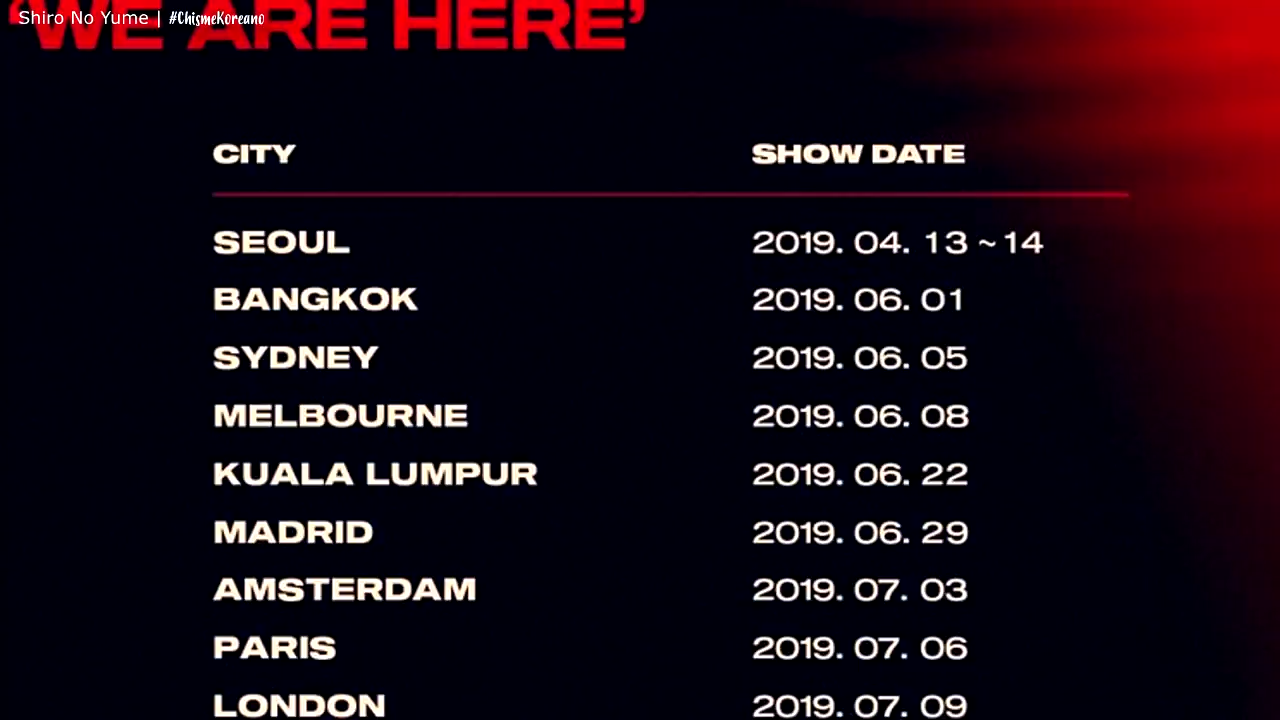 Shiro No Yume | #ChismeKoreano
'WE ARE HERE'
CITY SHOW DATE
SEOUL 2019. 04. 13 ~ 14
BANGKOK 2019. 06. 01
SYDNEY 2019. 06. 05
MELBOURNE 2019. 06. 08
KUALA LUMPUR 2019. 06. 22
MADRID 2019. 06. 29
AMSTERDAM 2019. 07. 03
PARIS 2019. 07. 06
LONDON 2019. 07. 09